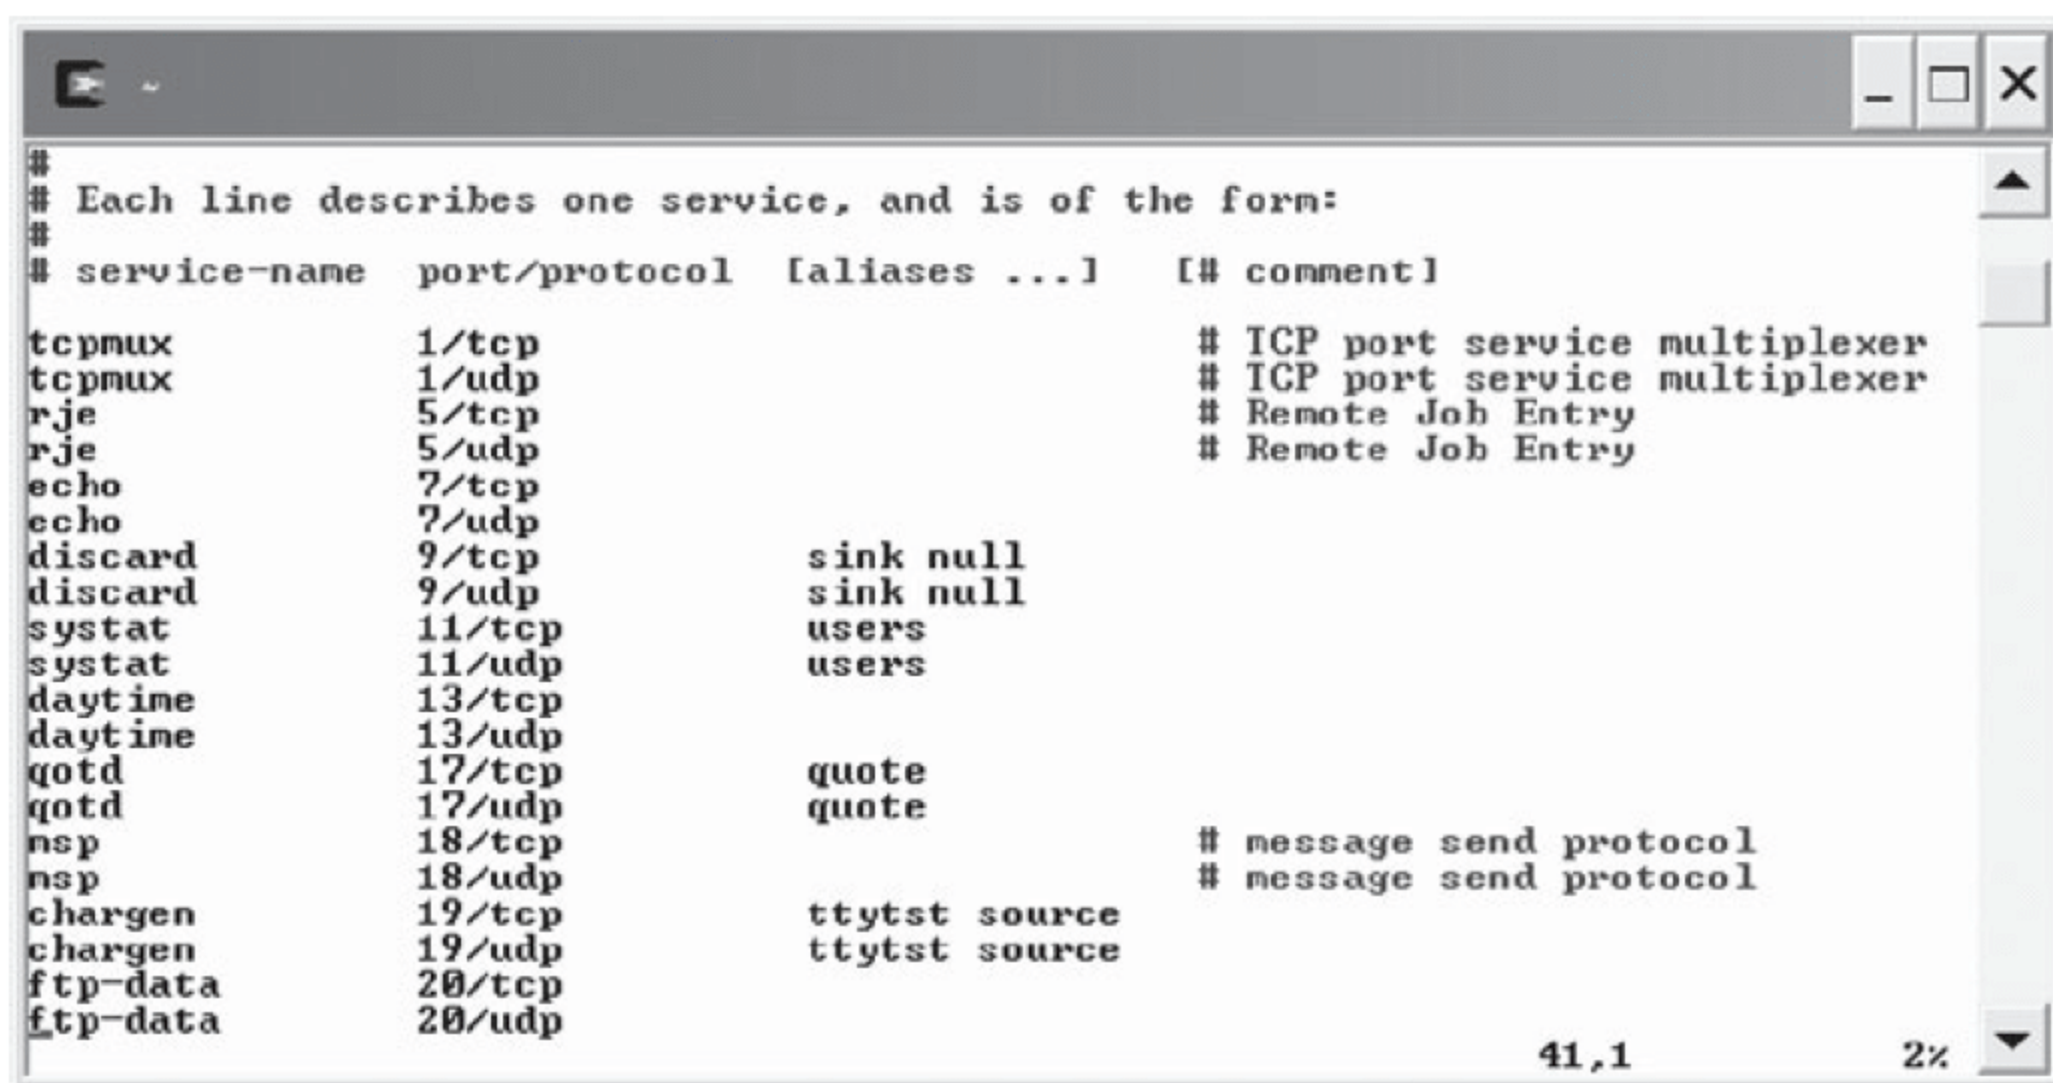 ~
#
# Each line describes one service, and is of the form:
#
# service-name  port/protocol  [aliases ...]   [# comment]

tcpmux          1/tcp                           # TCP port service multiplexer
tcpmux          1/udp                           # TCP port service multiplexer
rje             5/tcp                           # Remote Job Entry
rje             5/udp                           # Remote Job Entry
echo            7/tcp
echo            7/udp
discard         9/tcp           sink null
discard         9/udp           sink null
systat          11/tcp          users
systat          11/udp          users
daytime         13/tcp
daytime         13/udp
qotd            17/tcp          quote
qotd            17/udp          quote
msp             18/tcp                          # message send protocol
msp             18/udp                          # message send protocol
chargen         19/tcp          ttytst source
chargen         19/udp          ttytst source
ftp-data        20/tcp
ftp-data        20/udp
41,1          2%